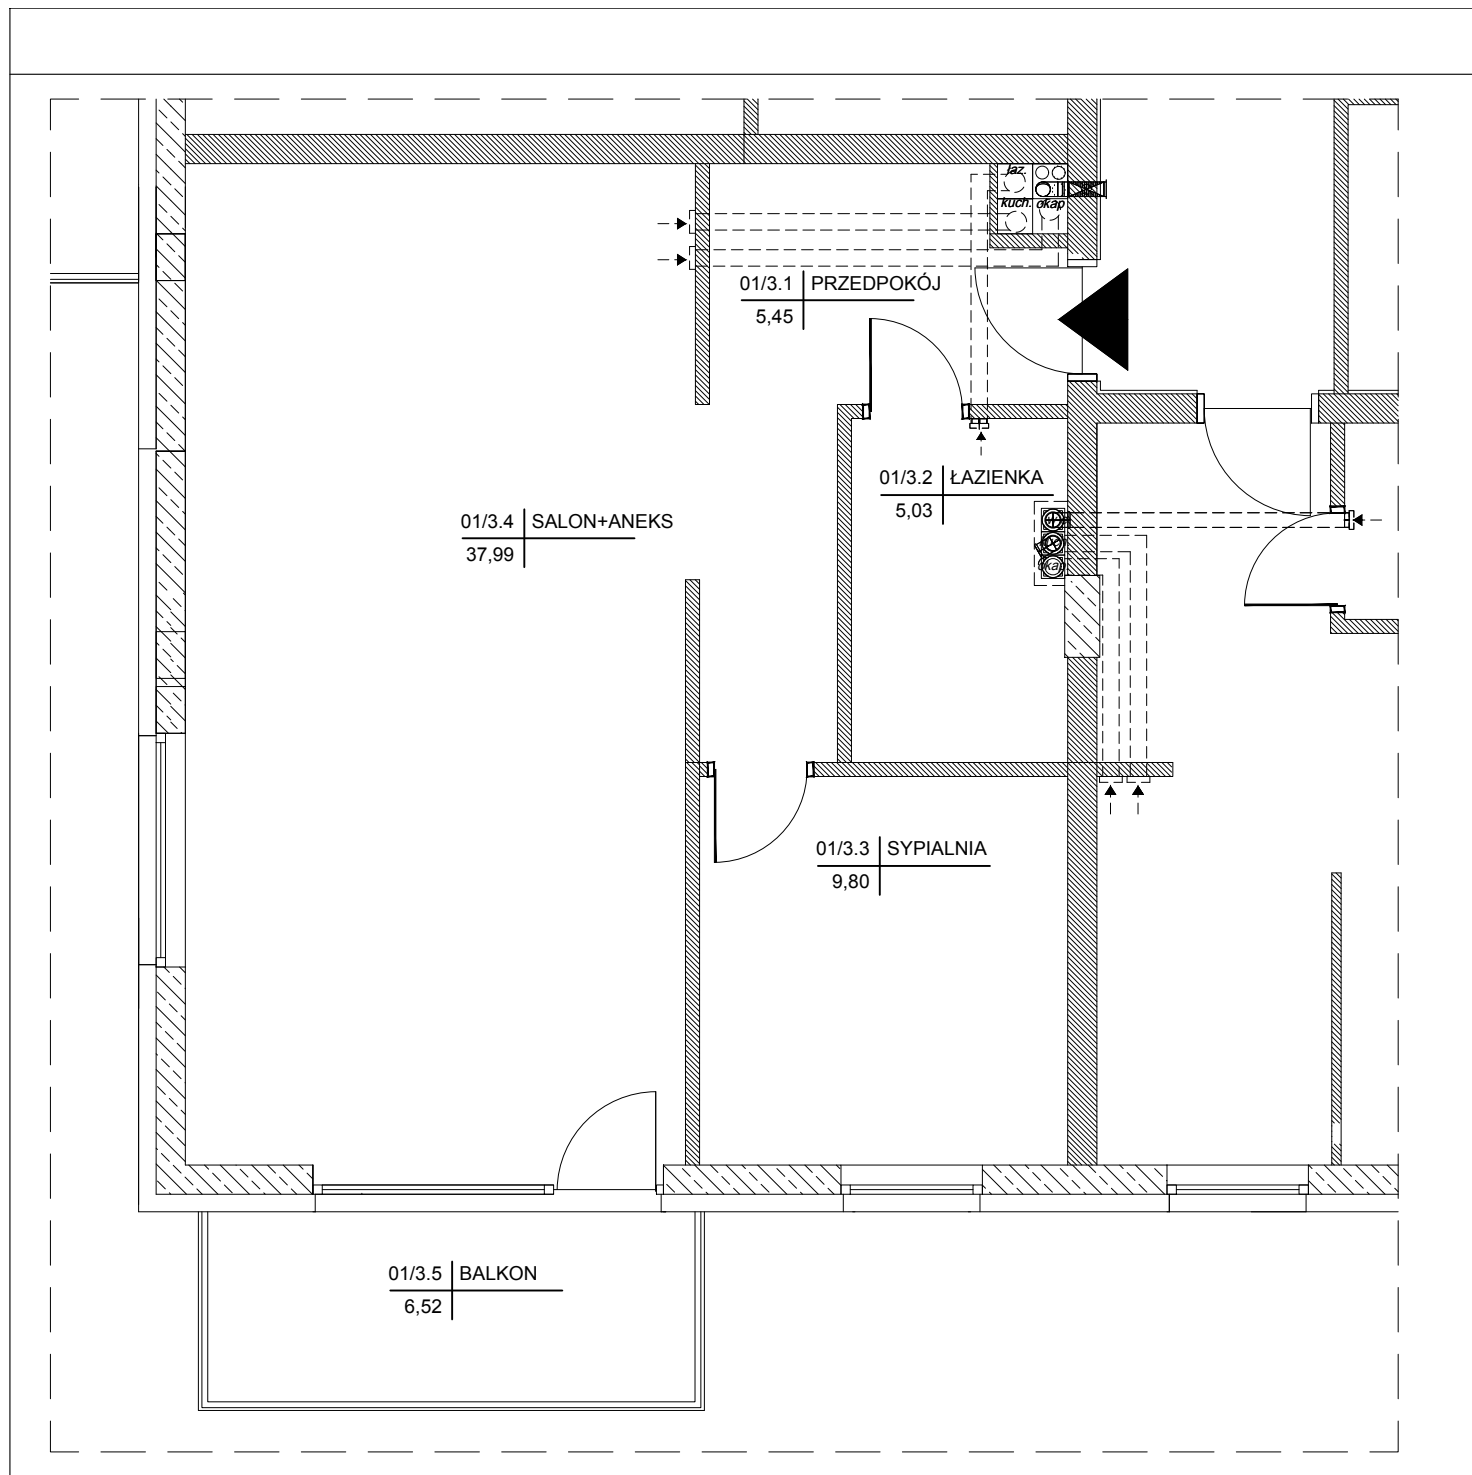 łaz.
kuch. okap
01/3.1 PRZEDPOKÓJ
5,45
01/3.2 ŁAZIENKA
5,03
01/3.4 SALON+ANEKS
37,99
okap
01/3.3 SYPIALNIA
9,80
01/3.5 BALKON
6,52